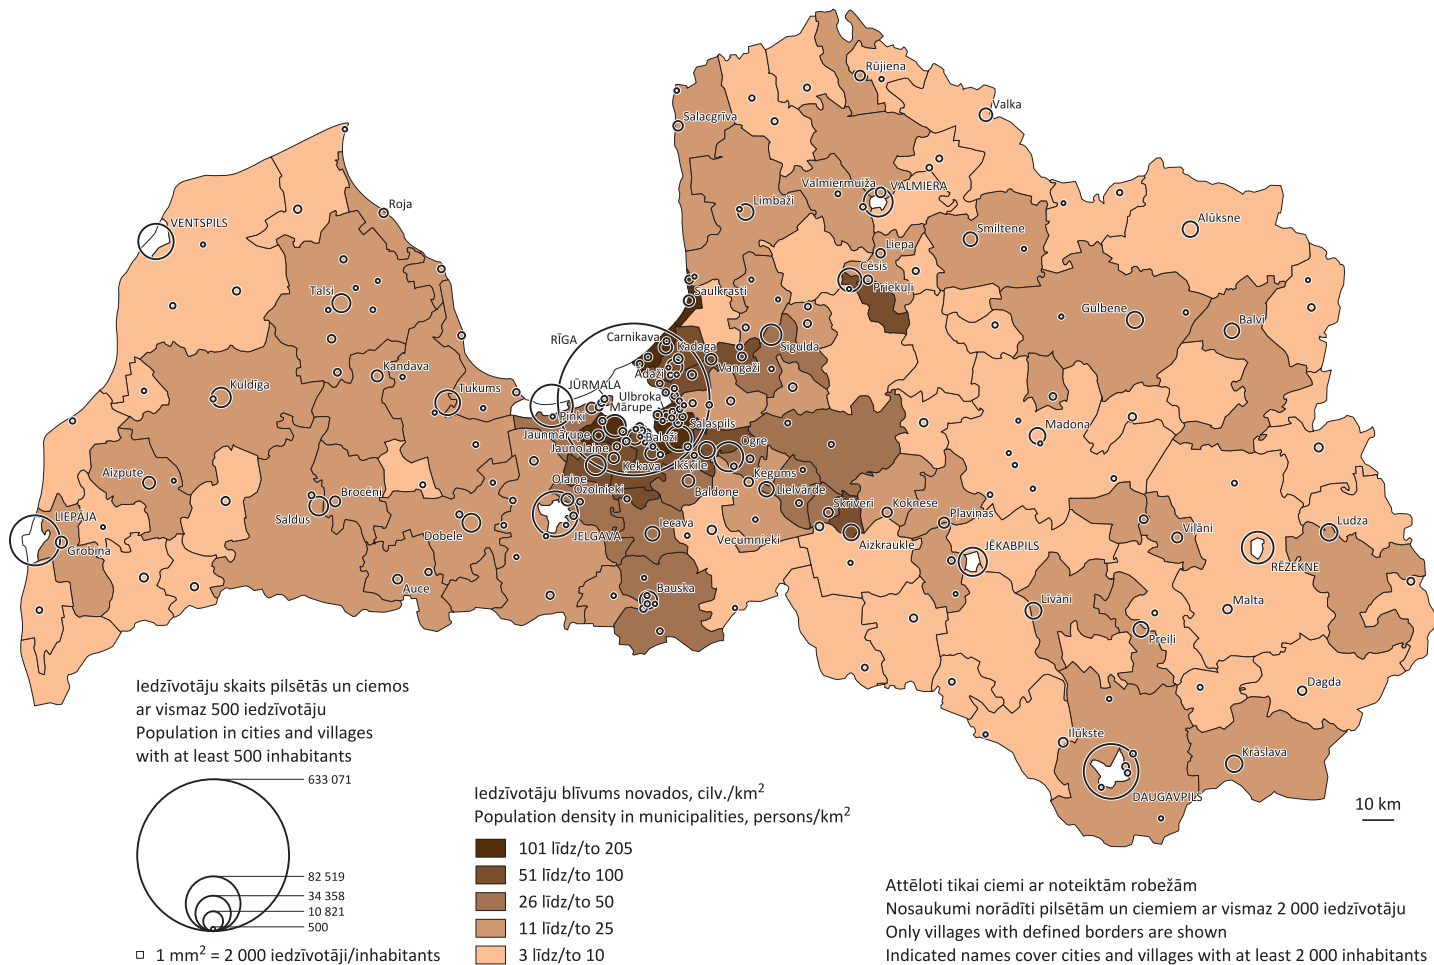 Rūjiena
Valka
Salacgrīva
Valmiermuiža
VALMIERA
Limbaži
Roja
VENTSPILS
Smiltene
Alūksne
Liepa
Cēsis
Priekuļi
Talsi
Saulkrasti
Gulbene
Balvi
RĪGA
Carnikava
Kadaga
Sigulda
Vangaži
Ādaži
Kandava
Kuldīga
Tukums
JŪRMALA
Ulbroka
Mārupe
Piņķi
Salaspils
Jaunmārupe
Baloži
Jaunolaine
Ogre
Madona
Ķekava
Ikšķile
Aizpute
Olaine
Ķegums
Ozolnieki
Baldone
Lielvārde
Brocēni
Saldus
Skrīveri
Koknese
Pļaviņas
LIEPĀJA
Grobiņa
Dobele
JELGAVA
Iecava
Vecumnieki
Aizkraukle
Viļāni
Ludza
JĒKABPILS
RĒZEKNE
Auce
Bauska
Līvāni
Malta
Preiļi
Dagda
Ilūkste
Krāslava
DAUGAVPILS
Iedzīvotāju skaits pilsētās un ciemos
ar vismaz 500 iedzīvotāju
Population in cities and villages
with at least 500 inhabitants
633 071
82 519
34 358
10 821
500
1 mm² = 2 000 iedzīvotāji/inhabitants
Iedzīvotāju blīvums novados, cilv./km²
Population density in municipalities, persons/km²
101 līdz/to 205
51 līdz/to 100
26 līdz/to 50
11 līdz/to 25
3 līdz/to 10
10 km
Attēloti tikai ciemi ar noteiktām robežām
Nosaukumi norādīti pilsētām un ciemiem ar vismaz 2 000 iedzīvotāju
Only villages with defined borders are shown
Indicated names cover cities and villages with at least 2 000 inhabitants